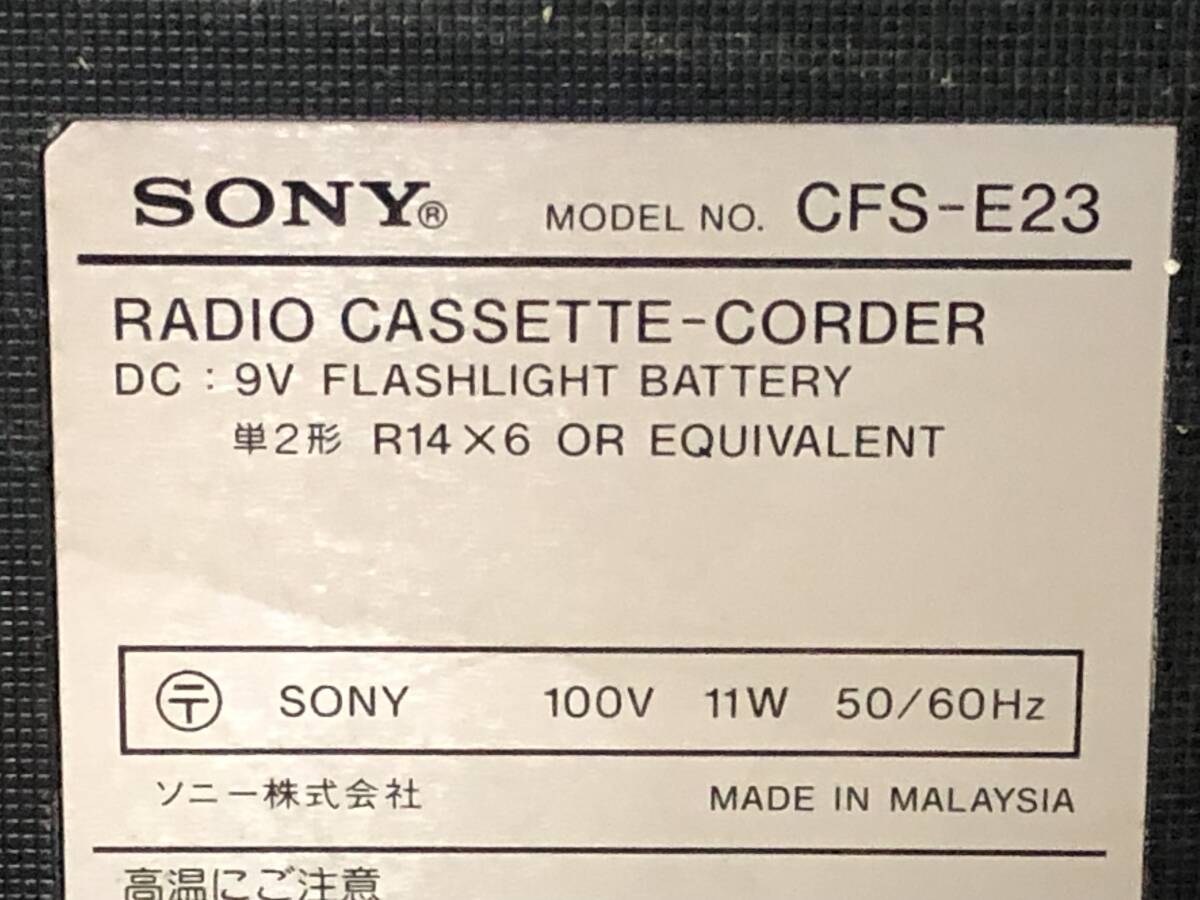 SONY® MODEL NO. CFS-E23
RADIO CASSETTE-CORDER
DC : 9V FLASHLIGHT BATTERY
単2形 R14×6 OR EQUIVALENT
〒 SONY 100V 11W 50/60Hz
ソニー株式会社 MADE IN MALAYSIA
高温にご注意